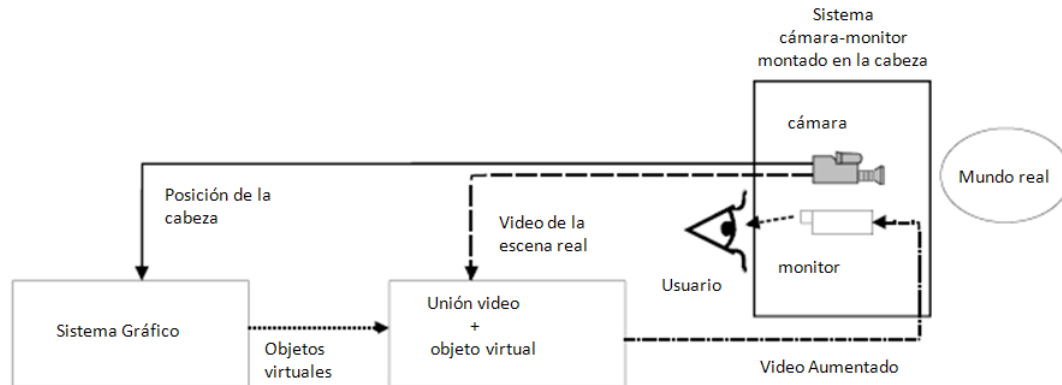 Sistema
cámara-monitor
montado en la cabeza
cámara
Mundo real
Posición de la
cabeza
Video de la
escena real
Usuario
monitor
Sistema Gráfico
Objetos
virtuales
Unión video
+
objeto virtual
Video Aumentado